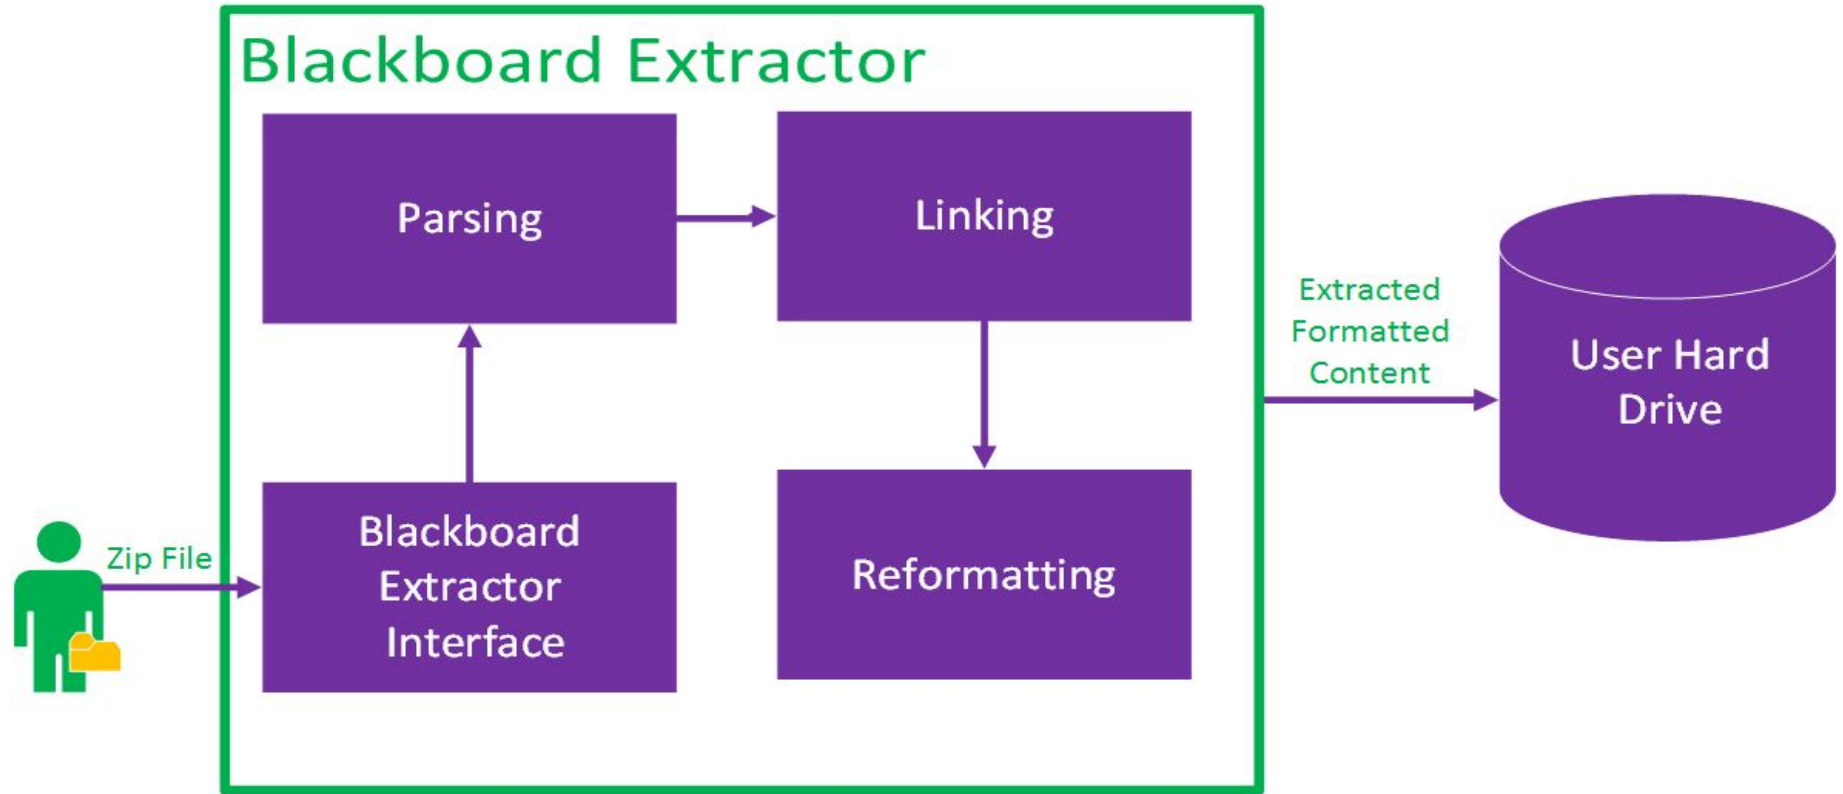 Blackboard Extractor
Parsing
Linking
Extracted
Formatted
Content
User Hard
Drive
Zip File
Blackboard
Extractor
Interface
Reformatting